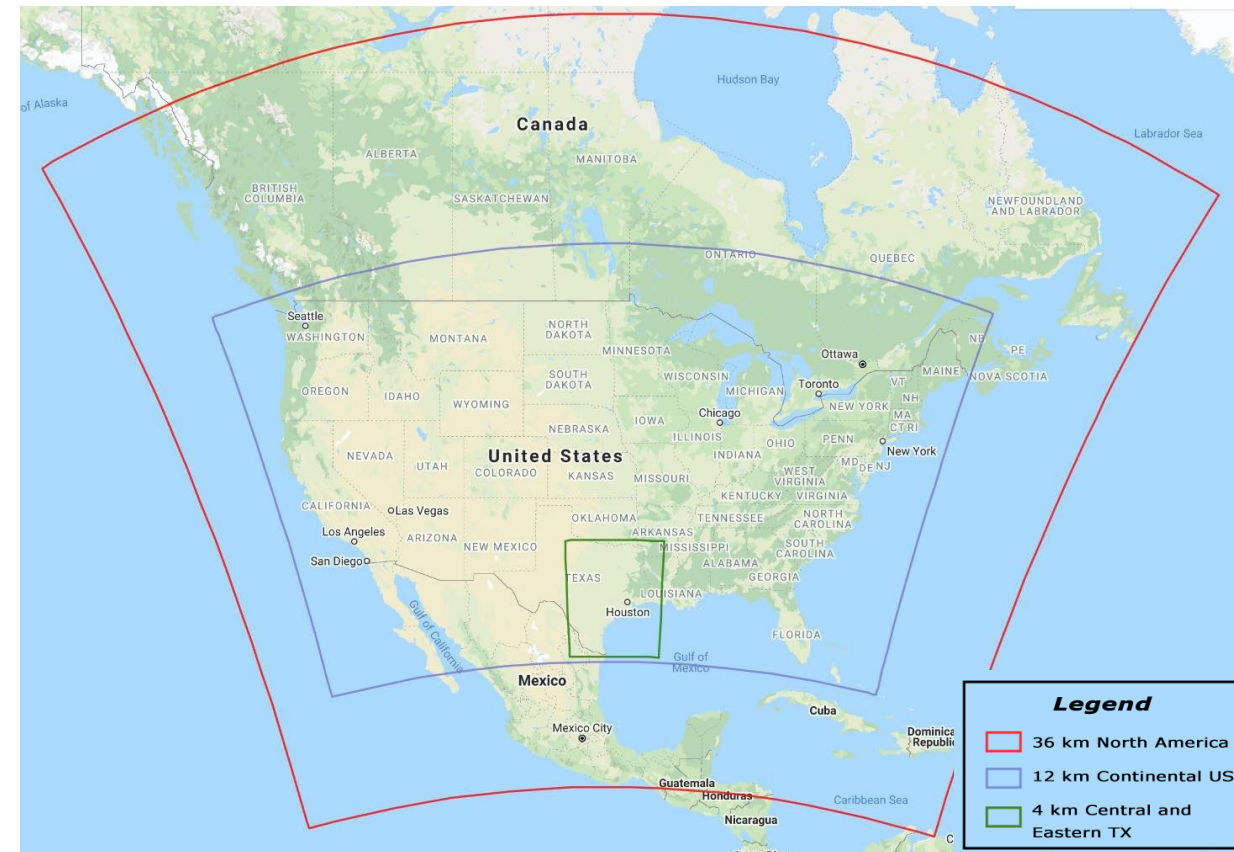 Hudson Bay
of Alaska
Labrador Sea
Canada
ALBERTA
MANITOBA
BRITISH
COLUMBIA
SASKATCHEWAN
NEWFOUNDLAND
AND LABRADOR
ONTARIO
QUEBEC
Seattle
WASHINGTON
MONTANA
NORTH
DAKOTA
MINNESOTA
Ottawa
NB
PE
NOVA SCOTIA
MAINE
VT
NH
SOUTH
DAKOTA
WISCONSIN
MICHIGAN
Toronto
OREGON
IDAHO
WYOMING
NEW YORK
MA
CT RI
Chicago
IOWA
NEBRASKA
ILLINOIS
INDIANA
OHIO
PENN
New York
NEVADA
UTAH
United States
COLORADO
KANSAS
MISSOURI
WEST
VIRGINIA
MD
DE
NJ
KENTUCKY
VIRGINIA
CALIFORNIA
Las Vegas
OKLAHOMA
TENNESSEE
NORTH
CAROLINA
Los Angeles
ARIZONA
NEW MEXICO
ARKANSAS
MISSISSIPPI
SOUTH
CAROLINA
San Diego
ALABAMA
GEORGIA
TEXAS
LOUISIANA
Houston
Gulf of California
FLORIDA
Gulf of
Mexico
Mexico
Cuba
Mexico City
Dominica
Republic
Guatemala
Honduras
Caribbean Sea
Nicaragua
C
Legend
36 km North America
12 km Continental US
4 km Central and
Eastern TX